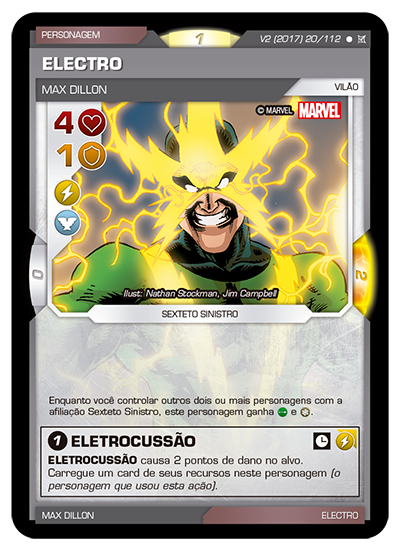 PERSONAGEM
1
V2 (2017) 20/112
ELECTRO
MAX DILLON
VILÃO
4
© MARVEL MARVEL
1
0
2
Ilust: Nathan Stockman, Jim Campbell
SEXTETO SINISTRO
Enquanto você controlar outros dois ou mais personagens com a
afiliação Sexteto Sinistro, este personagem ganha e .
1 ELETROCUSSÃO
ELETROCUSSÃO causa 2 pontos de dano no alvo.
Carregue um card de seus recursos neste personagem (o
personagem que usou esta ação).
MAX DILLON
ELECTRO